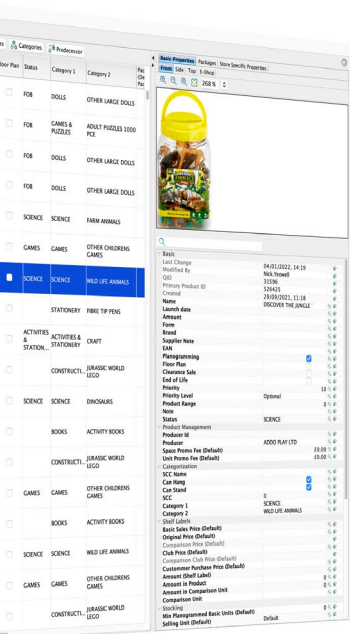 Categories Predecessor
Floor Plan Status Category 1 Category 2
FOB DOLLS OTHER LARGE DOLLS
FOB GAMES & PUZZLES ADULT PUZZLES 1000 PCE
FOB DOLLS OTHER LARGE DOLLS
FOB DOLLS OTHER LARGE DOLLS
SCIENCE SCIENCE FARM ANIMALS
GAMES GAMES OTHER CHILDRENS GAMES
SCIENCE SCIENCE WILD LIFE ANIMALS
STATIONERY FIBRE TIP PENS
ACTIVITIES & STATION... ACTIVITIES & STATIONERY CRAFT
CONSTRUCTI... JURASSIC WORLD LEGO
SCIENCE SCIENCE DINOSAURS
BOOKS ACTIVITY BOOKS
CONSTRUCTI... JURASSIC WORLD LEGO
GAMES GAMES OTHER CHILDRENS GAMES
BOOKS ACTIVITY BOOKS
SCIENCE SCIENCE WILD LIFE ANIMALS
GAMES GAMES OTHER CHILDRENS GAMES
CONSTRUCTI... JURASSIC WORLD LEGO
Basic Properties Packages Store Specific Properties
Front Side Top E-Shop
268 %
Basic
Last Change 04/01/2022, 14:19
Modified By Nick.Yeowell
QID 31596
Primary Product ID 526425
Created 29/09/2021, 11:18
Name DISCOVER THE JUNGLE
Launch date
Amount
Form
Brand
Supplier Note
EAN
Planogramming
Floor Plan
Clearance Sale
End of Life
Priority 10
Priority Level Optional
Product Range 0
Note
Status SCIENCE
Product Management
Producer Id
Producer ADDO PLAY LTD
Space Promo Fee (Default) £0.00
Unit Promo Fee (Default) £0.00
Categorization
SCC Name
Can Hang
Can Stand
SCC 0
Category 1 SCIENCE
Category 2 WILD LIFE ANIMALS
Shelf Labels
Basic Sales Price (Default)
Original Price (Default)
Comparison Price (Default)
Club Price (Default)
Comparison Club Price (Default)
Custommer Purchase Price (Default)
Amount (Shelf Label) 0
Amount in Product 0
Amount in Comparison Unit
Comparison Unit
Stocking
Min Planogrammed Basic Units (Default) 0
Selling Unit (Default) Default